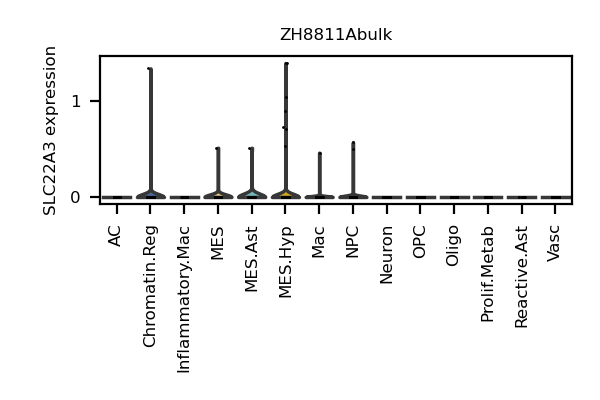 ZH8811Abulk
SLC22A3 expression
1
0
AC
Chromatin.Reg
Inflammatory.Mac
MES
MES.Ast
MES.Hyp
Mac
NPC
Neuron
OPC
Oligo
Prolif.Metab
Reactive.Ast
Vasc